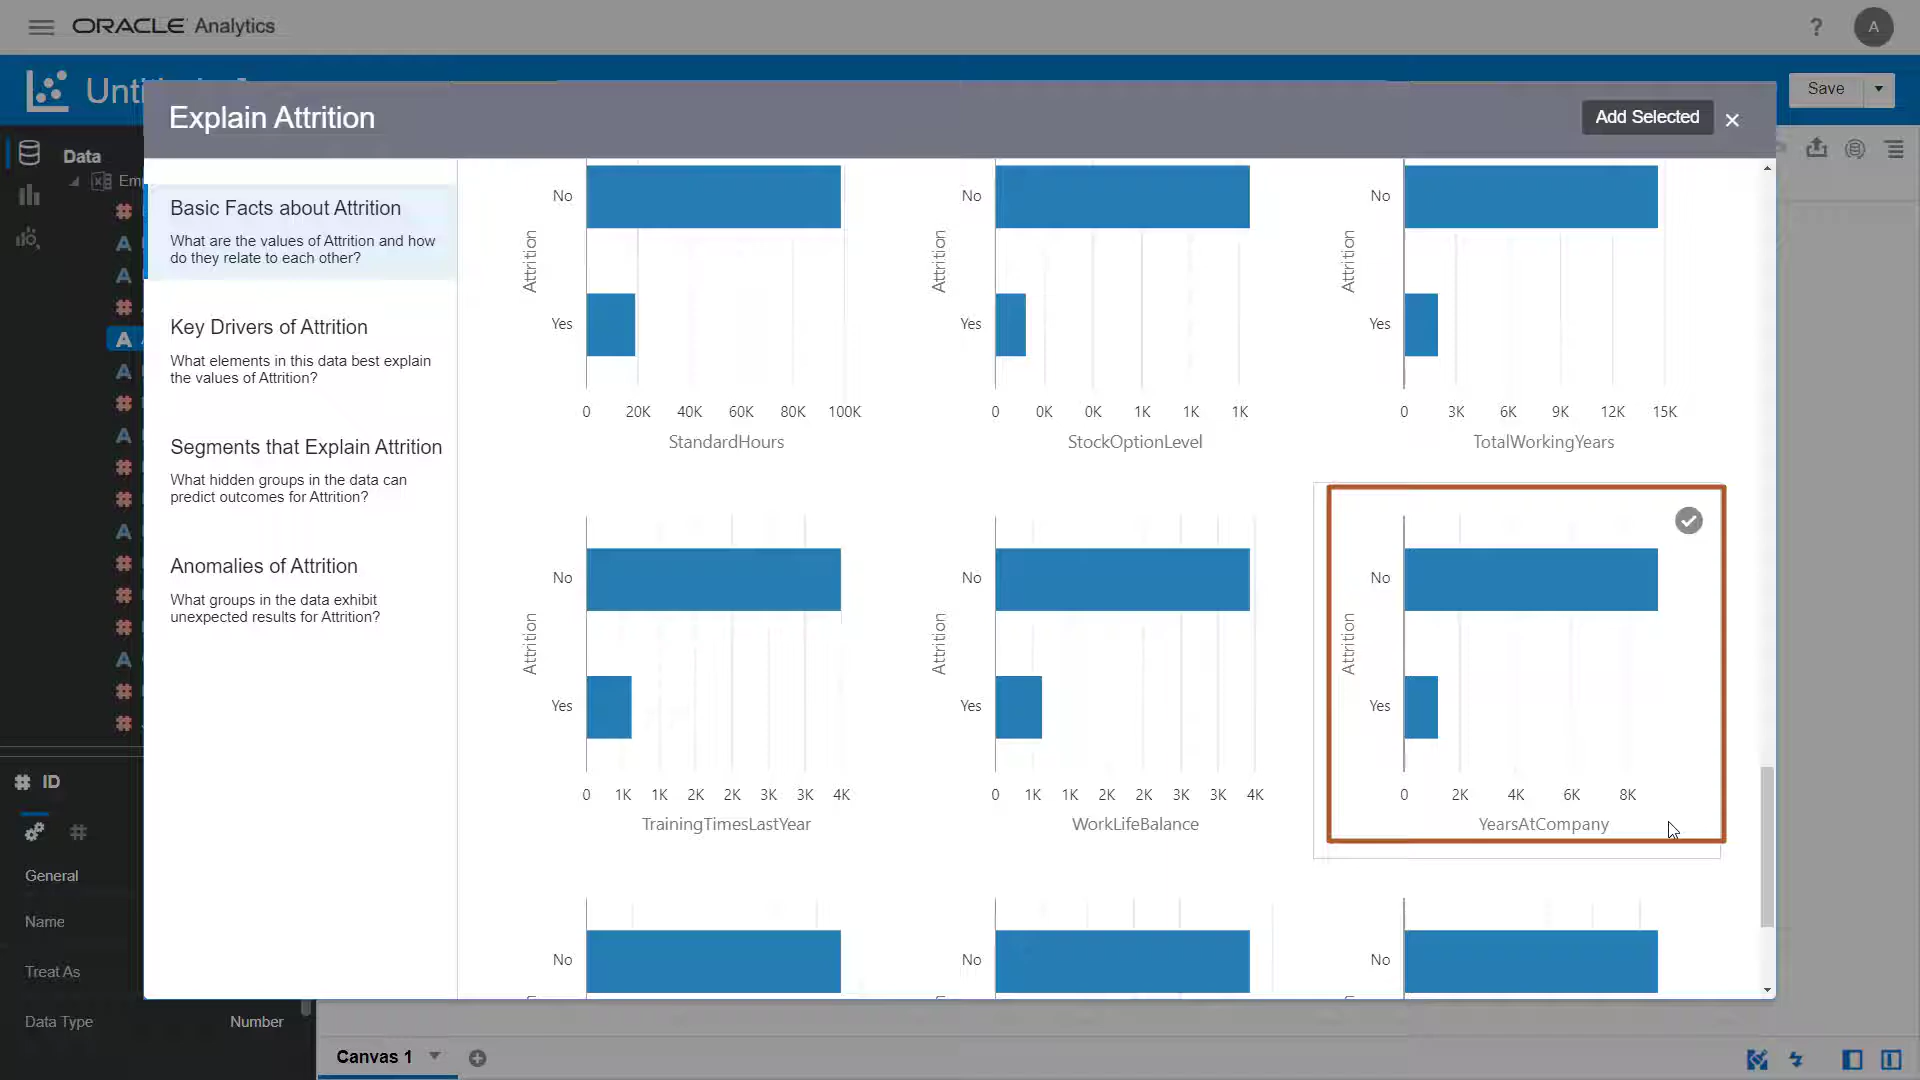 ORACLE Analytics
?
A
Unti
Save
Explain Attrition
Add Selected
Data
Basic Facts about Attrition
What are the values of Attrition and how
do they relate to each other?
Key Drivers of Attrition
What elements in this data best explain
the values of Attrition?
Segments that Explain Attrition
What hidden groups in the data can
predict outcomes for Attrition?
Anomalies of Attrition
What groups in the data exhibit
unexpected results for Attrition?
# ID
General
Name
Treat As
Data Type Number
No
Attrition
Yes
0 20K 40K 60K 80K 100K
StandardHours
No
Attrition
Yes
0 0K 0K 1K 1K 1K
StockOptionLevel
No
Attrition
Yes
0 3K 6K 9K 12K 15K
TotalWorkingYears
No
Attrition
Yes
0 1K 1K 2K 2K 3K 3K 4K
TrainingTimesLastYear
No
Attrition
Yes
0 1K 1K 2K 2K 3K 3K 4K
WorkLifeBalance
No
Attrition
Yes
0 2K 4K 6K 8K
YearsAtCompany
No
No
No
Canvas 1